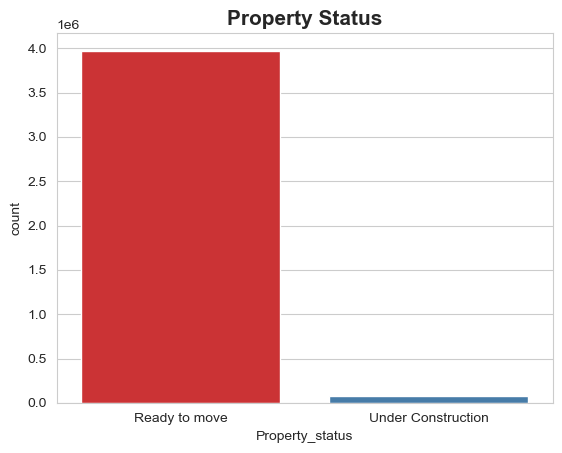 Property Status
1e6
4.0
3.5
3.0
2.5
2.0
1.5
1.0
0.5
0.0
count
Ready to move
Under Construction
Property_status